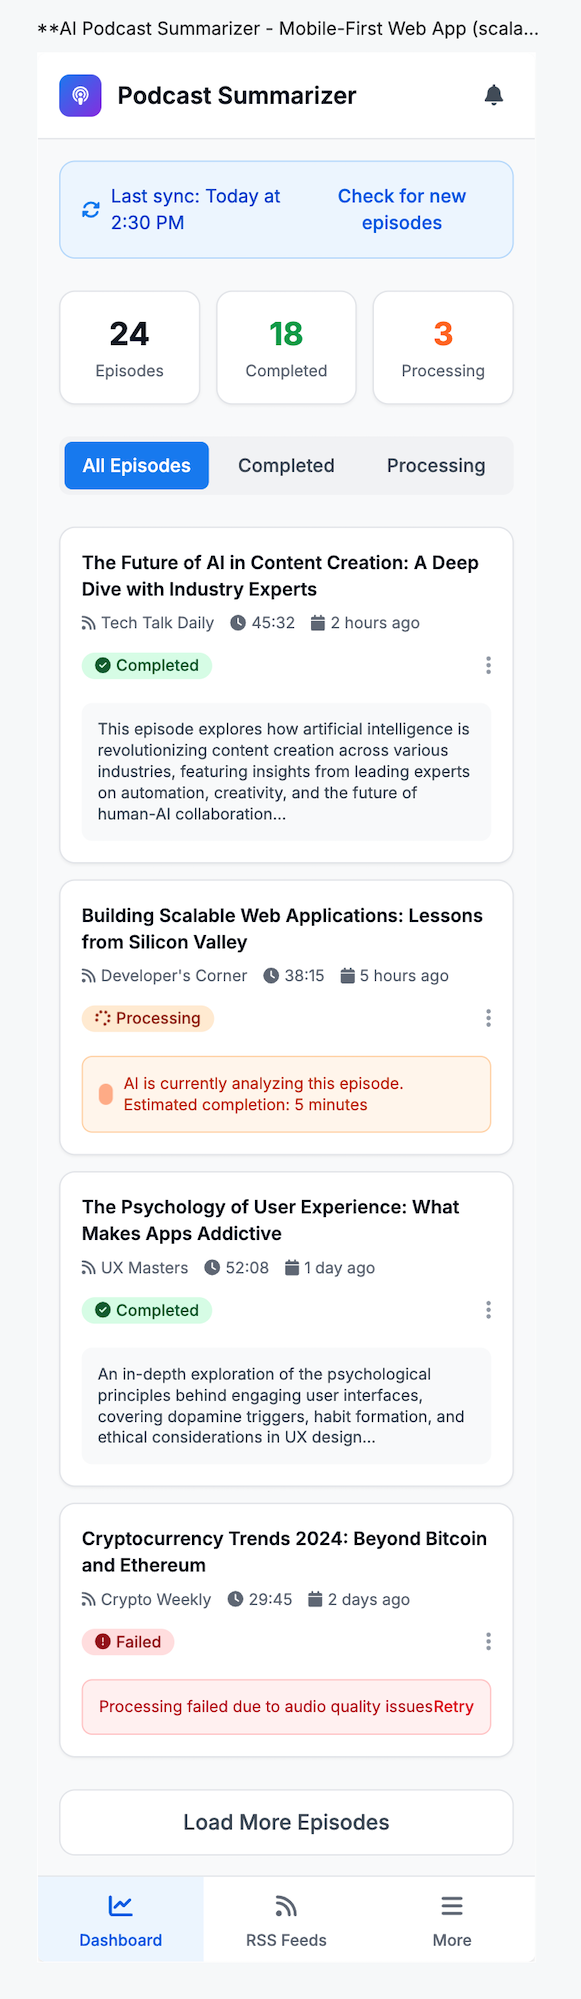 **AI Podcast Summarizer - Mobile-First Web App (scala...
Podcast Summarizer
Last sync: Today at
2:30 PM
Check for new
episodes
24
Episodes
18
Completed
3
Processing
All Episodes
Completed
Processing
The Future of AI in Content Creation: A Deep
Dive with Industry Experts
Tech Talk Daily 45:32 2 hours ago
Completed
This episode explores how artificial intelligence is
revolutionizing content creation across various
industries, featuring insights from leading experts
on automation, creativity, and the future of
human-AI collaboration...
Building Scalable Web Applications: Lessons
from Silicon Valley
Developer's Corner 38:15 5 hours ago
Processing
AI is currently analyzing this episode.
Estimated completion: 5 minutes
The Psychology of User Experience: What
Makes Apps Addictive
UX Masters 52:08 1 day ago
Completed
An in-depth exploration of the psychological
principles behind engaging user interfaces,
covering dopamine triggers, habit formation, and
ethical considerations in UX design...
Cryptocurrency Trends 2024: Beyond Bitcoin
and Ethereum
Crypto Weekly 29:45 2 days ago
Failed
Processing failed due to audio quality issuesRetry
Load More Episodes
Dashboard
RSS Feeds
More